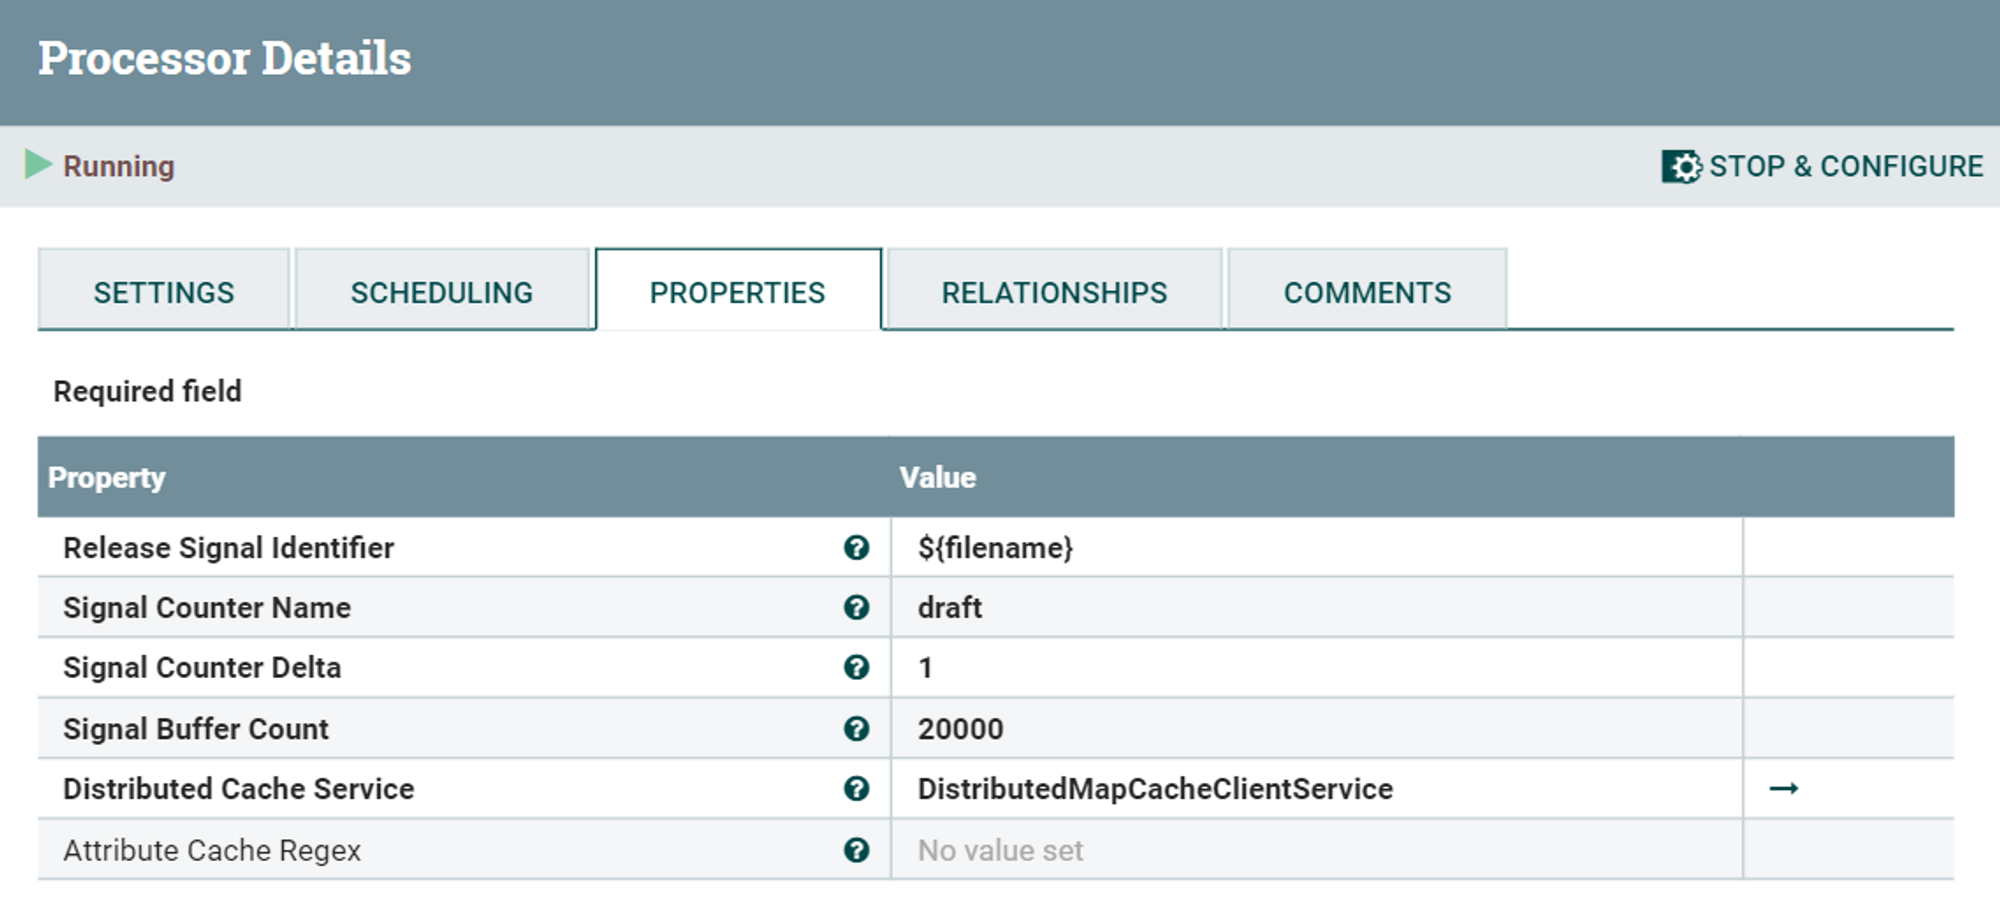 Processor Details
Running
STOP & CONFIGURE
SETTINGS SCHEDULING PROPERTIES RELATIONSHIPS COMMENTS
Required field
Property Value
Release Signal Identifier ? ${filename}
Signal Counter Name ? draft
Signal Counter Delta ? 1
Signal Buffer Count ? 20000
Distributed Cache Service ? DistributedMapCacheClientService →
Attribute Cache Regex ? No value set